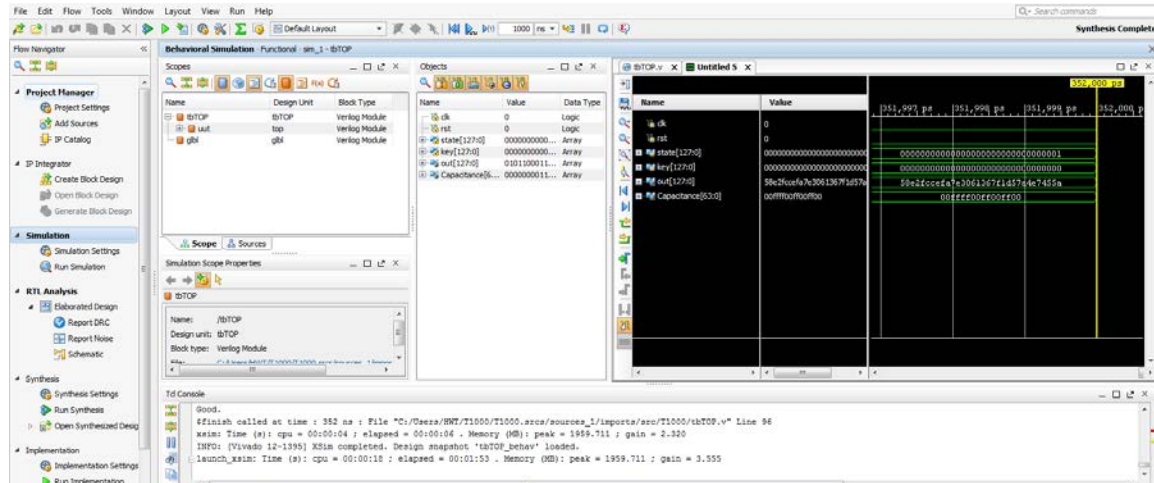 File Edit Flow Tools Window Layout View Run Help
Q- Search commands
Default Layout
1000 ns
Synthesis Complete
Flow Navigator
Project Manager
Project Settings
Add Sources
IP Catalog
IP Integrator
Create Block Design
Open Block Design
Generate Block Design
Simulation
Simulation Settings
Run Simulation
RTL Analysis
Elaborated Design
Report DRC
Report Noise
Schematic
Synthesis
Synthesis Settings
Run Synthesis
Open Synthesized Desig
Implementation
Implementation Settings
Run Implementation
Behavioral Simulation - Functional - sim_1 - tbTOP
Scopes
Name Design Unit Block Type
tbTOP tbTOP Verilog Module
uut top Verilog Module
glbl glbl Verilog Module
Scope Sources
Simulation Scope Properties
tbTOP
Name: /tbTOP
Design unit: tbTOP
Block type: Verilog Module
Objects
Name Value Data Type
clk 0 Logic
rst 0 Logic
state[127:0] 0000000000... Array
key[127:0] 0000000000... Array
out[127:0] 0101100011... Array
Capacitance[6... 0000000011... Array
tbTOP.v Untitled 5
Name Value
clk 0
rst 0
state[127:0]
key[127:0]
out[127:0]
Capacitance[63:0] 00ffff00ff00ff00
352,000 ps
351,997 ps 351,998 ps 351,999 ps 352,000 p
00000000000000000000000000000001
00000000000000000000000000000000
58e2fccefa7e3061367f1d57a4e7455a
00ffff00ff00ff00
Tcl Console
Good.
$finish called at time : 352 ns : File "C:/Users/HWT/T1000/T1000.srcs/sources_1/imports/src/T1000/tbTOP.v" Line 96
xsim: Time (s): cpu = 00:00:04 ; elapsed = 00:00:06 . Memory (MB): peak = 1959.711 ; gain = 2.320
INFO: [Vivado 12-1395] XSim completed. Design snapshot 'tbTOP_behav' loaded.
launch_xsim: Time (s): cpu = 00:00:18 ; elapsed = 00:01:53 . Memory (MB): peak = 1959.711 ; gain = 3.555